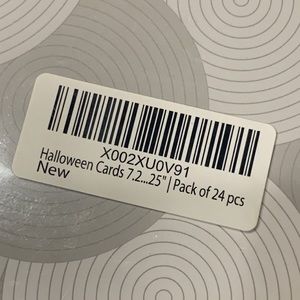 X002XU0V91
Halloween Cards 7.2...25" | Pack of 24 pcs
New